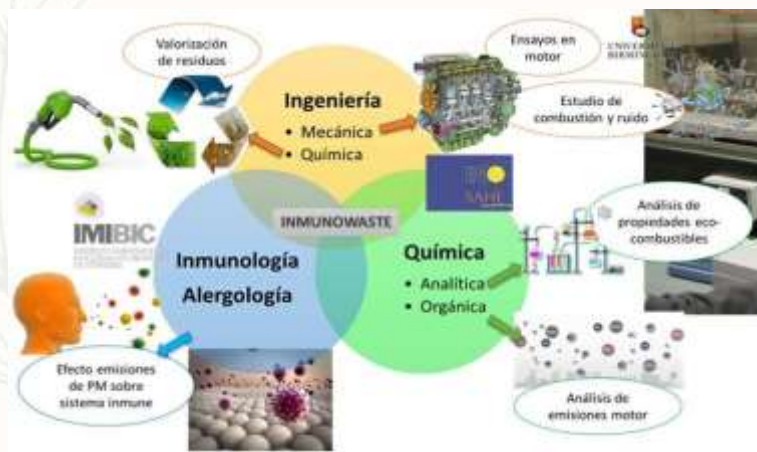 Valorización
de residuos
Ingeniería
• Mecánica
• Química
Ensayos en
motor
Estudio de
combustión y ruido
INMUNOWASTE
IMIBIC
Inmunología
Alergología
Química
• Analítica
• Orgánica
Análisis de
propiedades eco-
combustibles
Efecto emisiones
de PM sobre
sistema inmune
Análisis de
emisiones motor